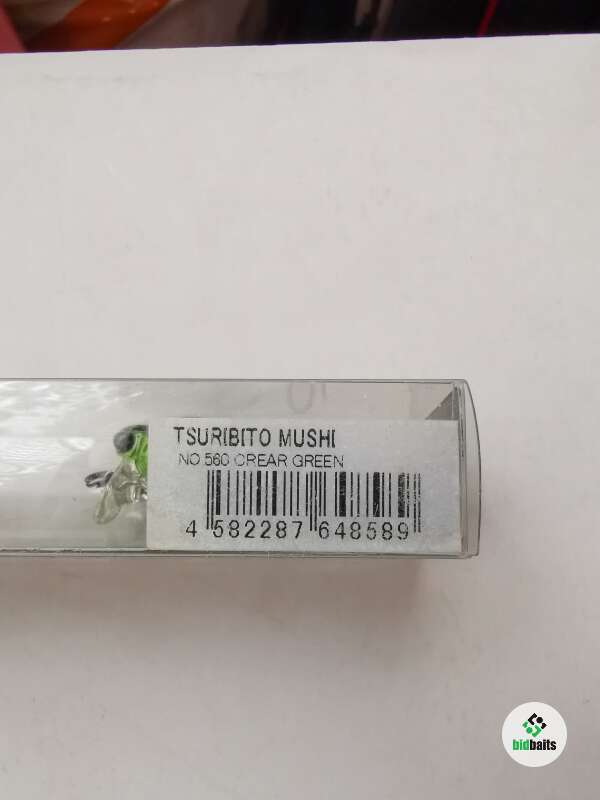 TSURIBITO MUSHI
NO.560 CREAR GREEN
4 582287 648589
bidbaits